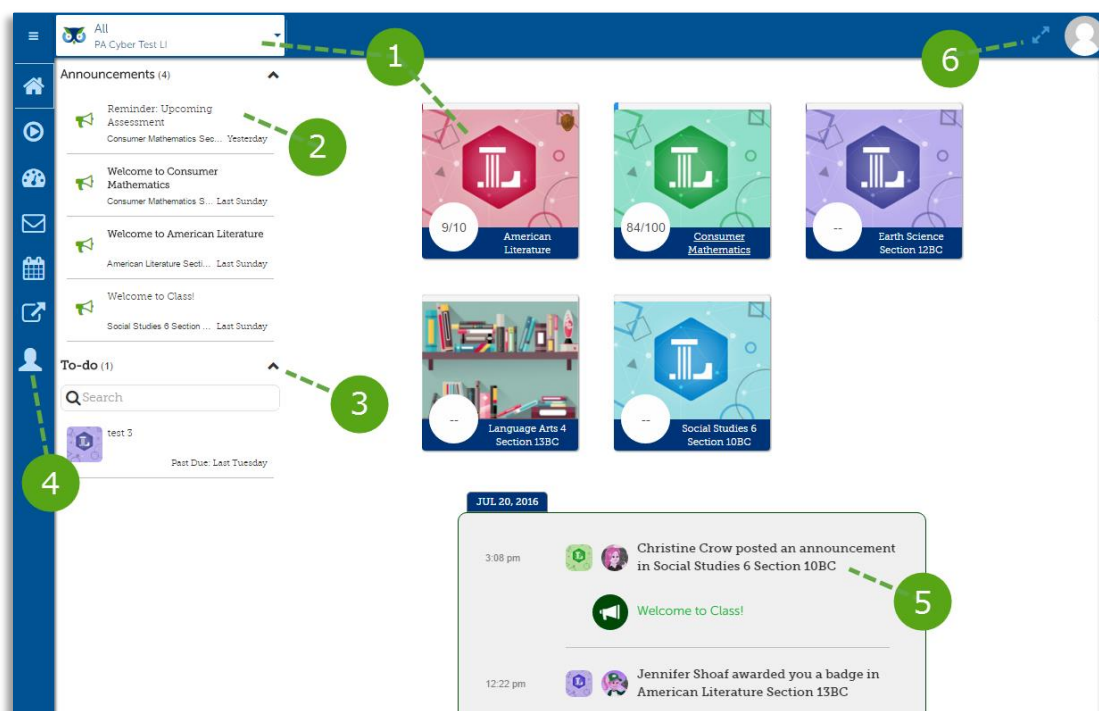 All
PA Cyber Test LI
1
6
Announcements (4)
Reminder: Upcoming
Assessment
Consumer Mathematics Sec... Yesterday
2
Welcome to Consumer
Mathematics
Consumer Mathematics S... Last Sunday
Welcome to American Literature
American Literature Secti... Last Sunday
Welcome to Class!
Social Studies 6 Section ... Last Sunday
To-do (1)
3
Search
test 3
Past Due: Last Tuesday
4
9/10
American
Literature
84/100
Consumer
Mathematics
--
Earth Science
Section 12BC
--
Language Arts 4
Section 13BC
--
Social Studies 6
Section 10BC
JUL 20, 2016
3:08 pm
Christine Crow posted an announcement
in Social Studies 6 Section 10BC
5
Welcome to Class!
12:22 pm
Jennifer Shoaf awarded you a badge in
American Literature Section 13BC